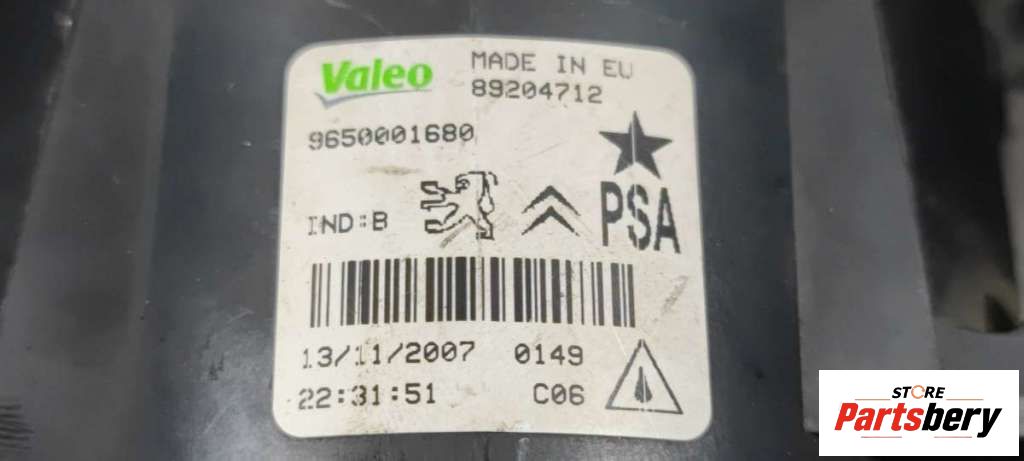 Valeo
MADE IN EU
89204712
9650001680
IND:B
PSA
13/11/2007 0149
22:31:51 C06
STORE
Partsbery